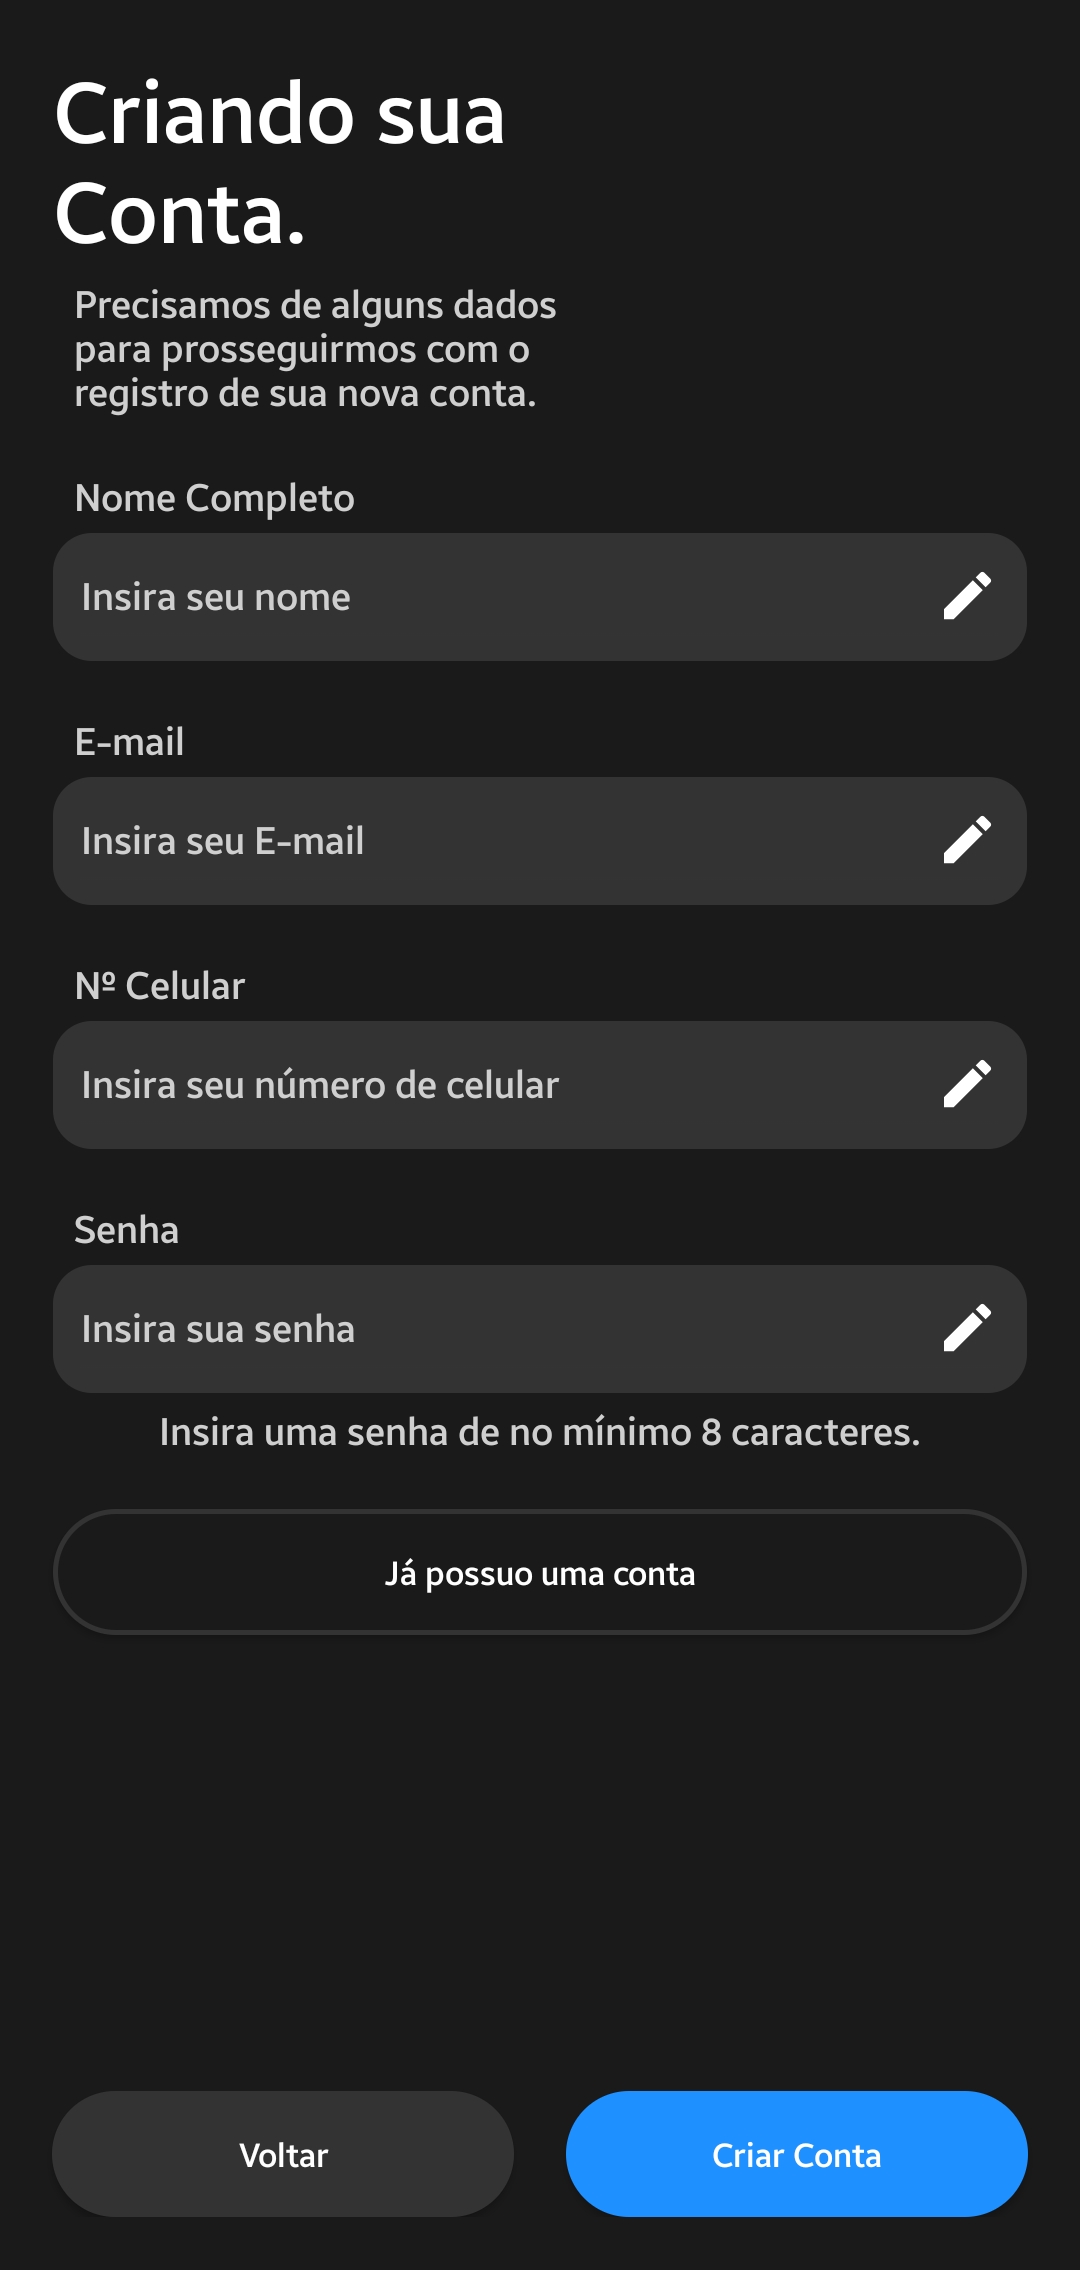 Criando sua
Conta.
Precisamos de alguns dados
para prosseguirmos com o
registro de sua nova conta.
Nome Completo
Insira seu nome
E-mail
Insira seu E-mail
Nº Celular
Insira seu número de celular
Senha
Insira sua senha
Insira uma senha de no mínimo 8 caracteres.
Já possuo uma conta
Voltar
Criar Conta